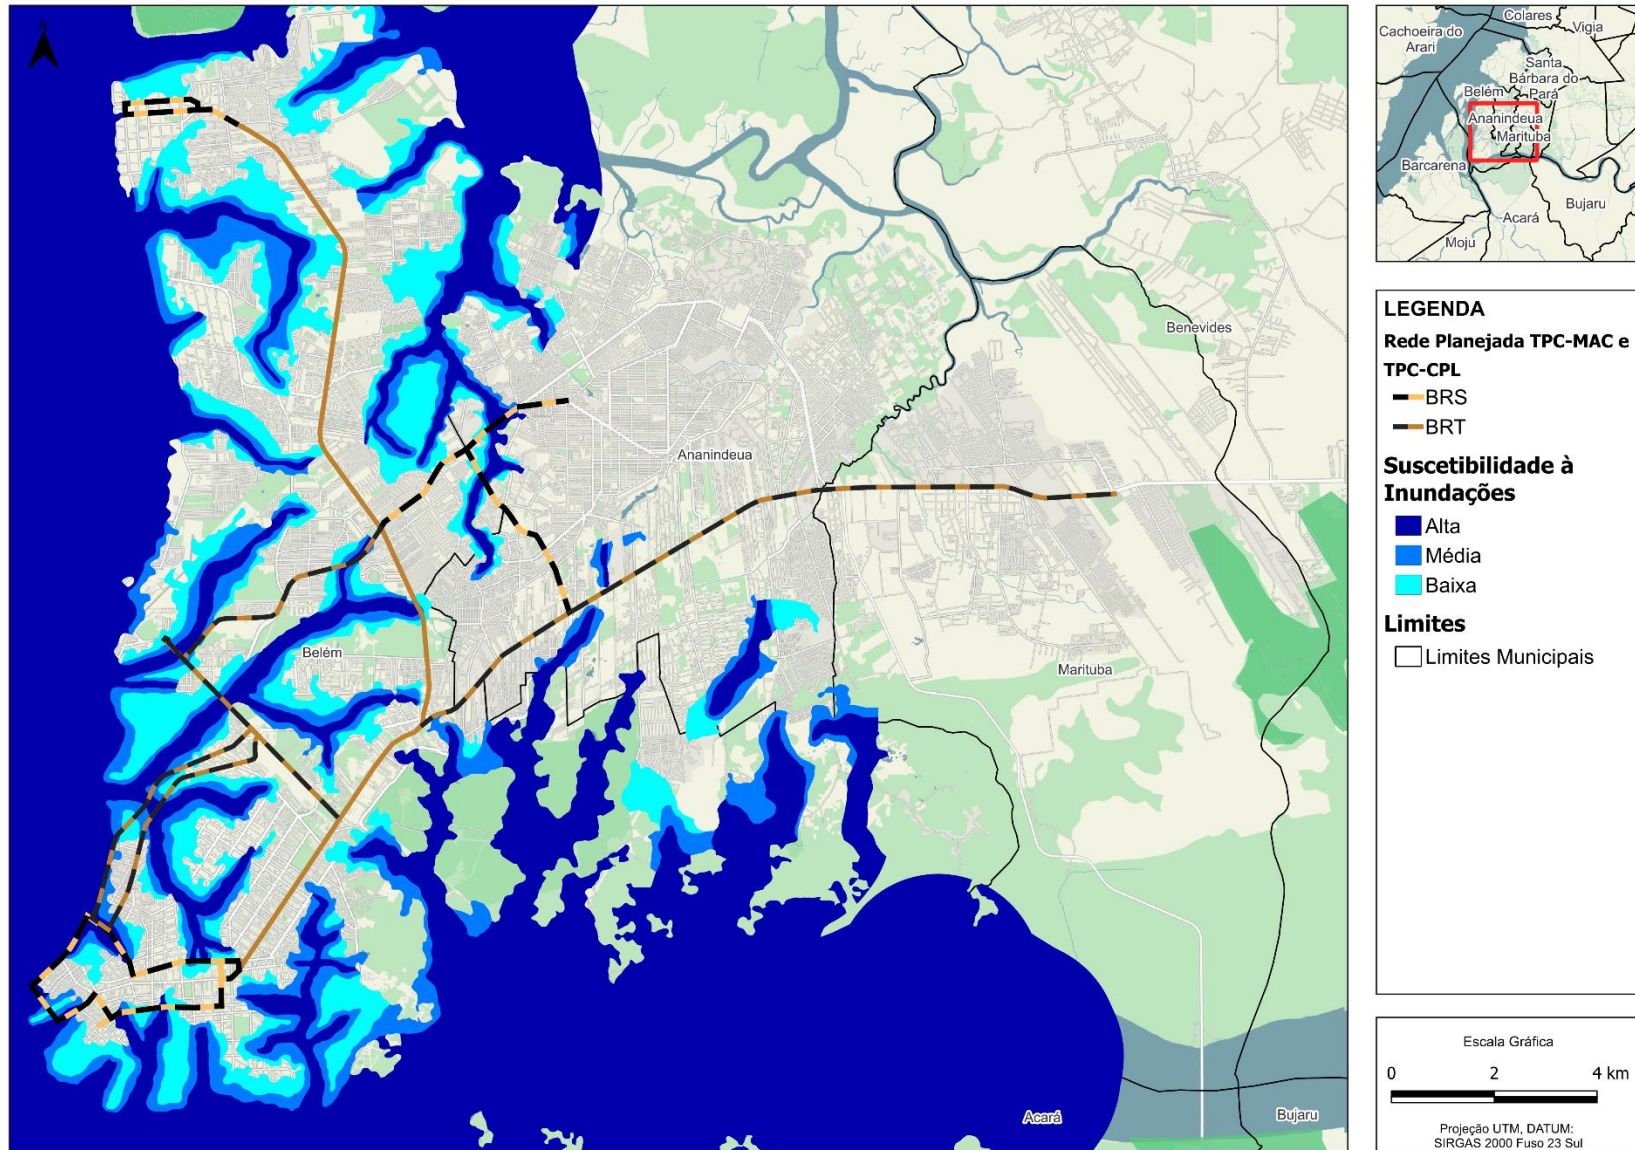 N
Benevides
Ananindeua
Belém
Marituba
Acará
Bujaru
Colares
Cachoeira do
Arari
Vigia
Santa
Bárbara do
Pará
Belém
Ananindeua
Marituba
Barcarena
Bujaru
Acará
Moju
LEGENDA
Rede Planejada TPC-MAC e
TPC-CPL
BRS
BRT
Suscetibilidade à
Inundações
Alta
Média
Baixa
Limites
Limites Municipais
Escala Gráfica
0 2 4 km
Projeção UTM, DATUM:
SIRGAS 2000 Fuso 23 Sul